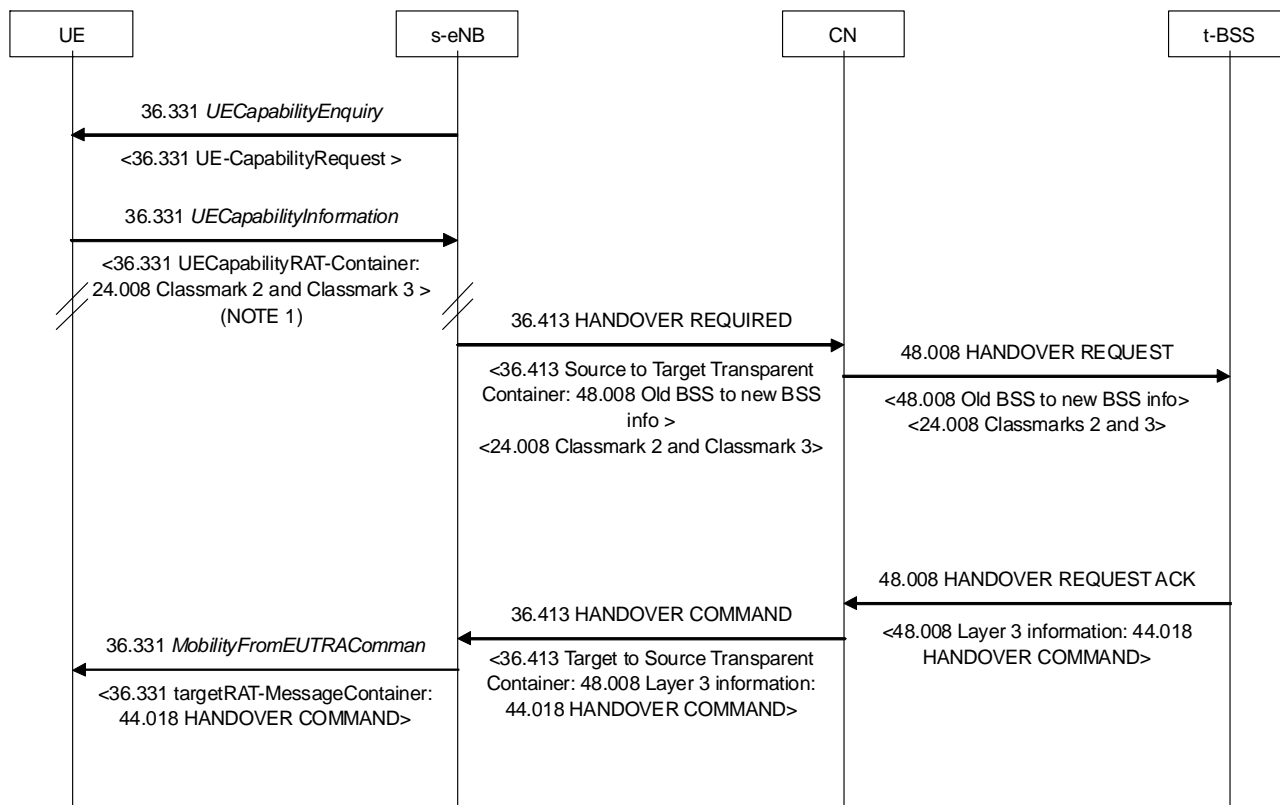 UE
s-eNB
CN
t-BSS
36.331 UECapabilityEnquiry
<36.331 UE-CapabilityRequest >
36.331 UECapabilityInformation
<36.331 UECapabilityRAT-Container:
24.008 Classmark 2 and Classmark 3 >
(NOTE 1)
36.413 HANDOVER REQUIRED
<36.413 Source to Target Transparent
Container: 48.008 Old BSS to new BSS
info >
<24.008 Classmark 2 and Classmark 3>
48.008 HANDOVER REQUEST
<48.008 Old BSS to new BSS info>
<24.008 Classmarks 2 and 3>
48.008 HANDOVER REQUEST ACK
<48.008 Layer 3 information: 44.018
HANDOVER COMMAND>
36.413 HANDOVER COMMAND
<36.413 Target to Source Transparent
Container: 48.008 Layer 3 information:
44.018 HANDOVER COMMAND>
36.331 MobilityFromEUTRAComman
<36.331 targetRAT-MessageContainer:
44.018 HANDOVER COMMAND>